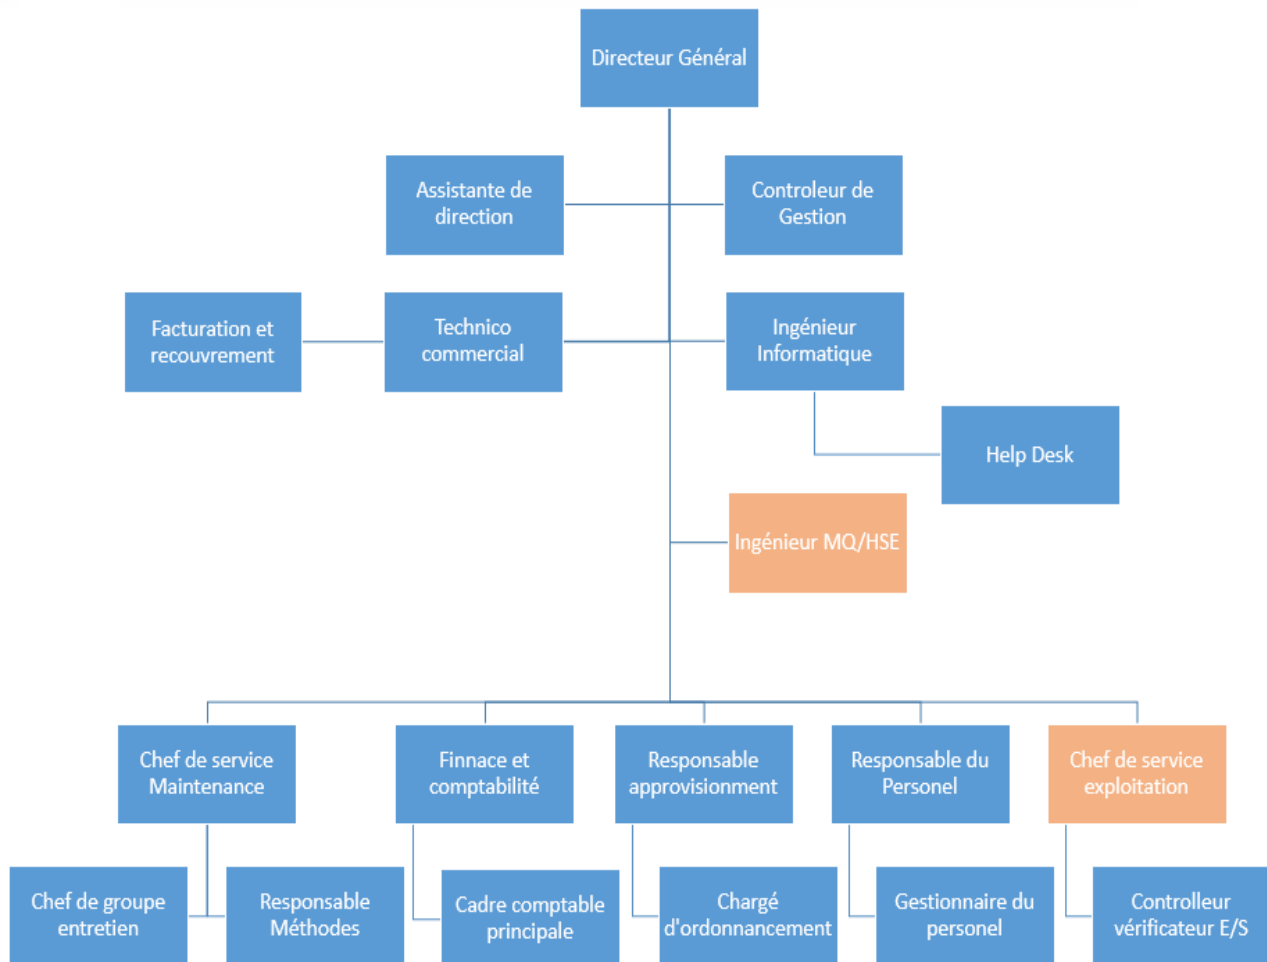 Directeur Général
Assistante de
direction
Controleur de
Gestion
Facturation et
recouvrement
Technico
commercial
Ingénieur
Informatique
Help Desk
Ingénieur MQ/HSE
Chef de service
Maintenance
Finnace et
comptabilité
Responsable
approvisionment
Responsable du
Personel
Chef de service
exploitation
Chef de groupe
entretien
Responsable
Méthodes
Cadre comptable
principale
Chargé
d'ordonnancement
Gestionnaire du
personel
Controlleur
vérificateur E/S